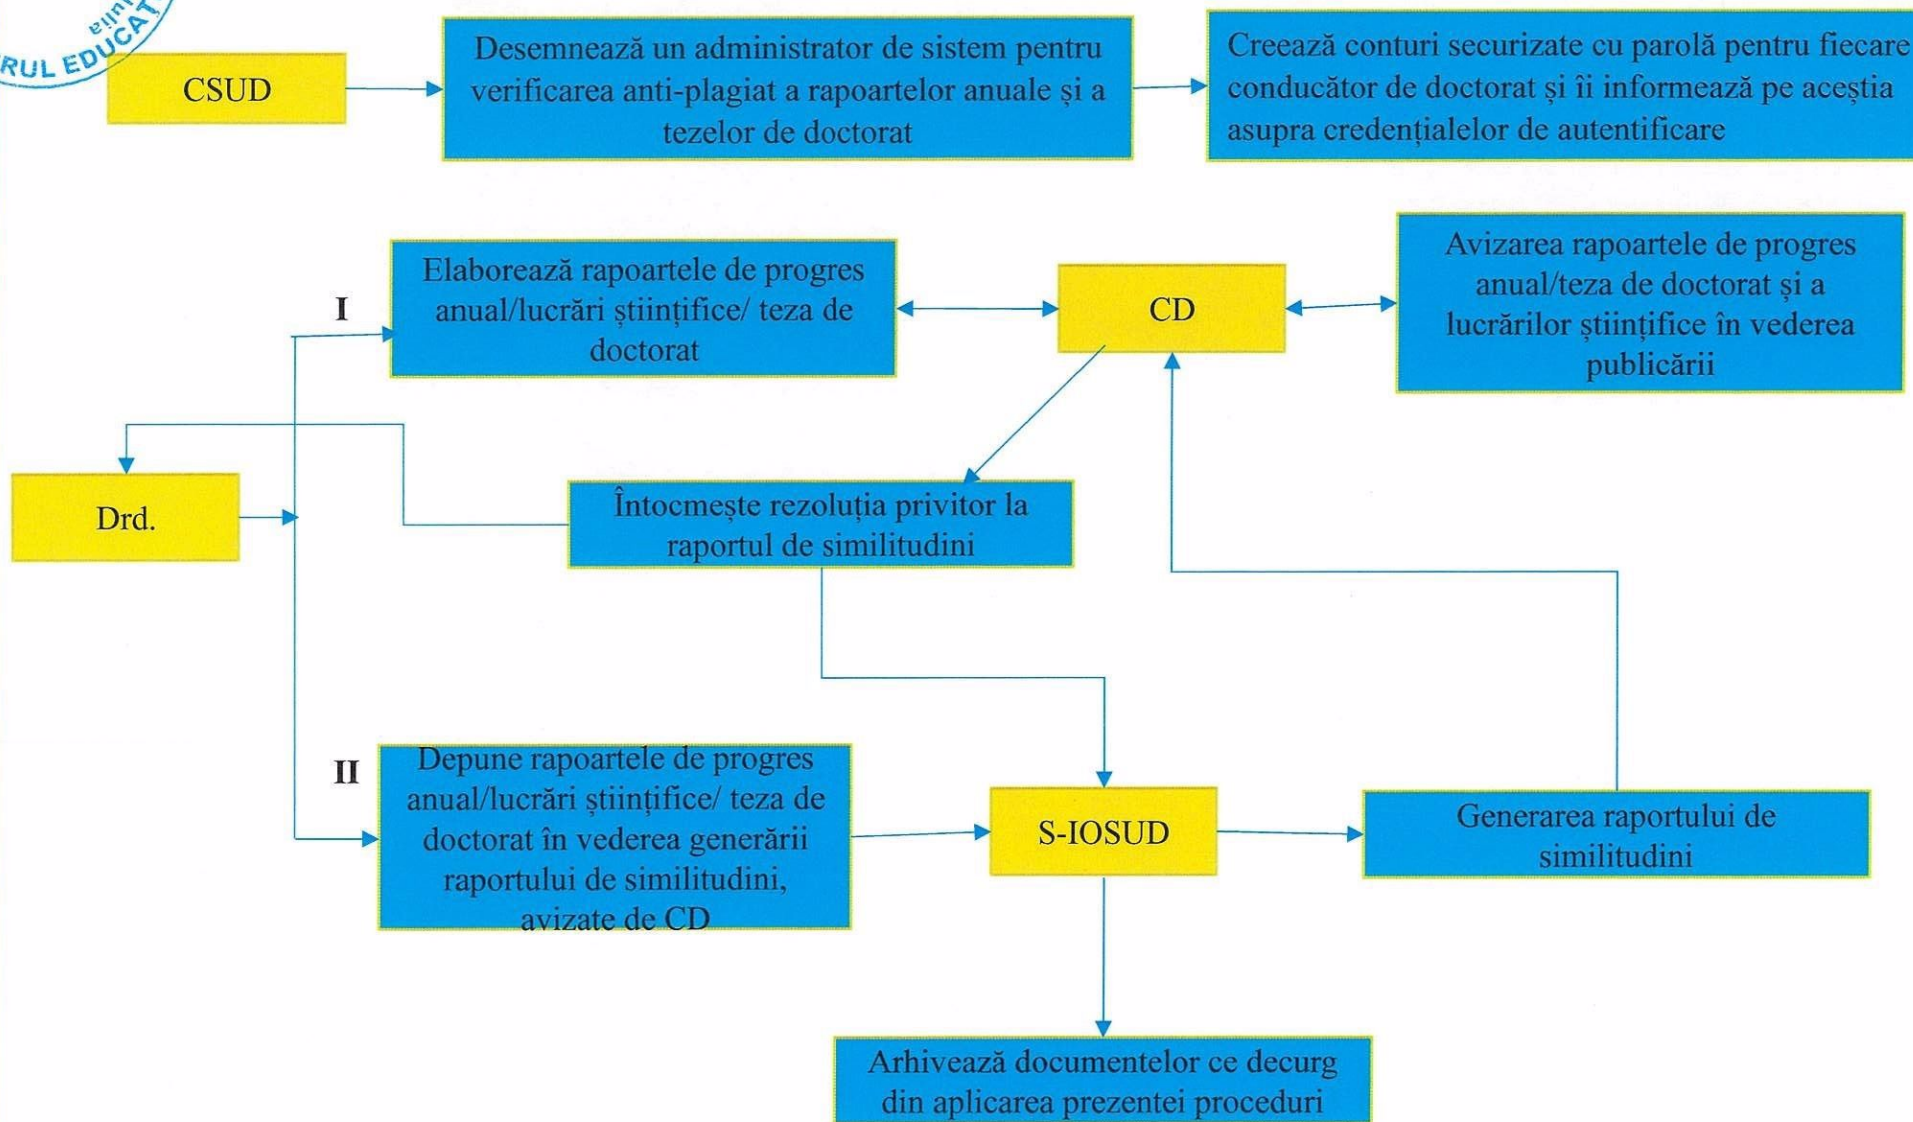 Iulia
RUL EDUCAȚ
CSUD
Desemnează un administrator de sistem pentru
verificarea anti-plagiat a rapoartelor anuale și a
tezelor de doctorat
Creează conturi securizate cu parolă pentru fiecare
conducător de doctorat și îi informează pe aceștia
asupra credențialelor de autentificare
I
Elaborează rapoartele de progres
anual/lucrări științifice/ teza de
doctorat
CD
Avizarea rapoartele de progres
anual/teza de doctorat și a
lucrărilor științifice în vederea
publicării
Drd.
Întocmește rezoluția privitor la
raportul de similitudini
II
Depune rapoartele de progres
anual/lucrări științifice/ teza de
doctorat în vederea generării
raportului de similitudini,
avizate de CD
S-IOSUD
Generarea raportului de
similitudini
Arhivează documentelor ce decurg
din aplicarea prezentei proceduri